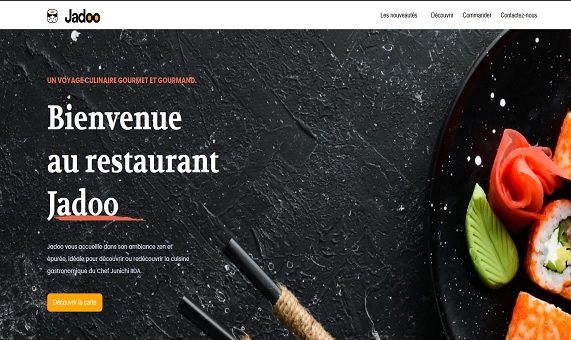 Jadoo
Les nouveautés Découvrir Commander Contactez-nous
UN VOYAGE CULINAIRE GOURMET ET GOURMAND.
Bienvenue
au restaurant
Jadoo
Jadoo vous accueille dans son ambiance zen et
épurée, idéale pour découvrir ou redécouvrir la cuisine
gastronomique du Chef Junichi IIDA.
Découvrir la carte